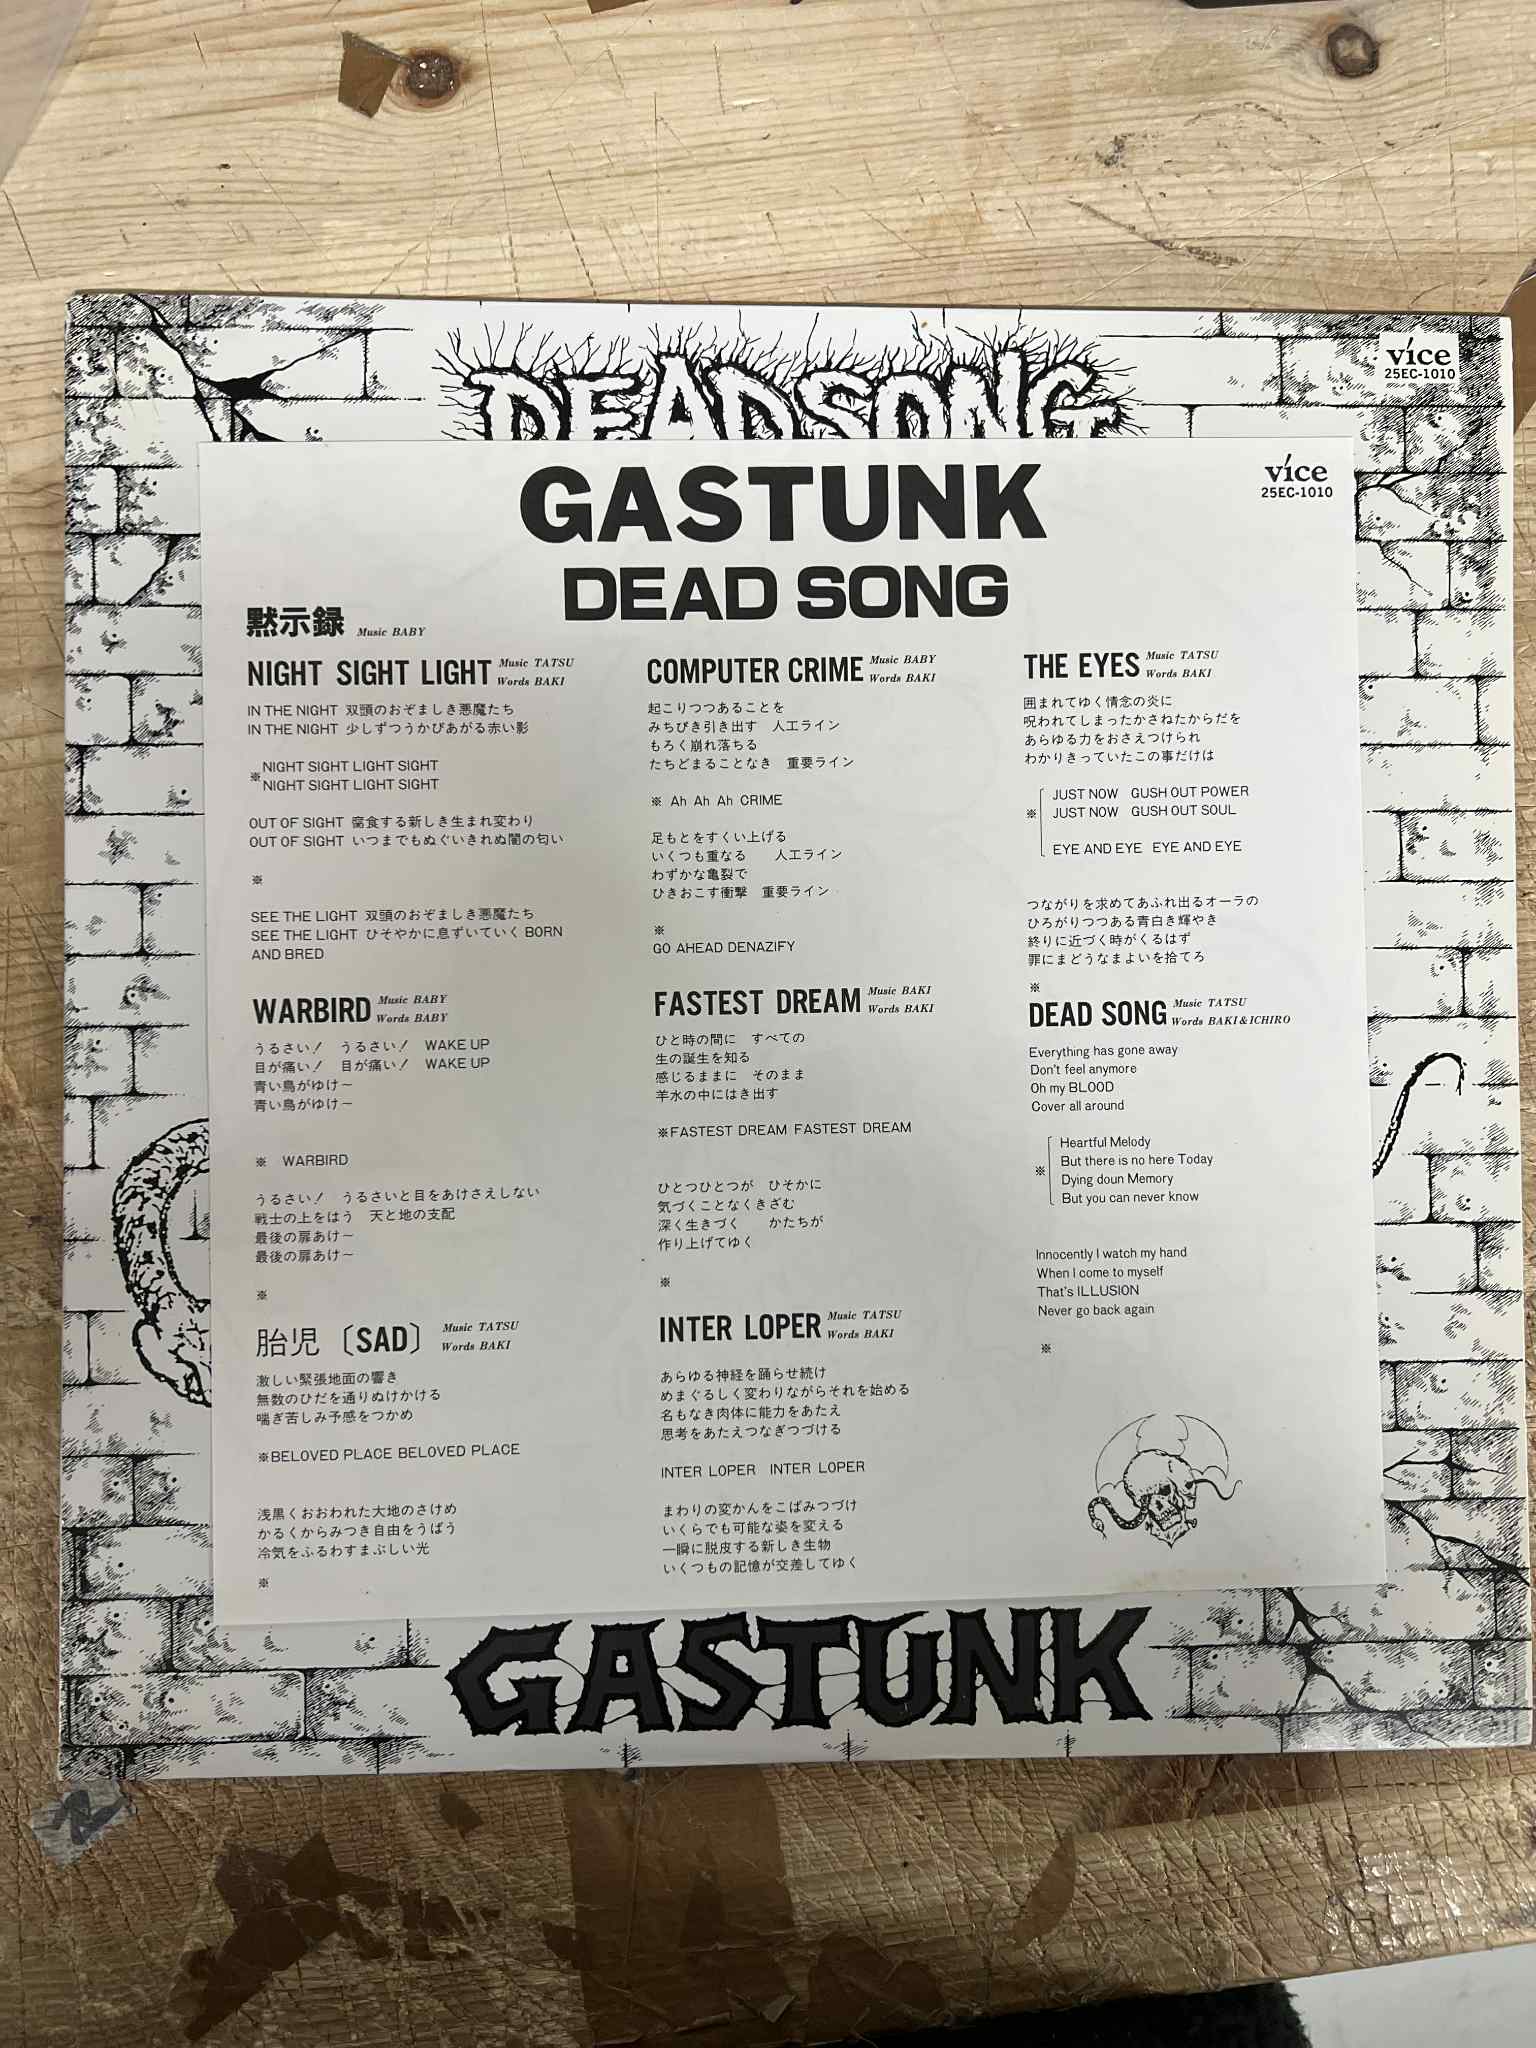 DEADSONG
vice
25EC-1010
GASTUNK
vice
25EC-1010
DEAD SONG
黙示録 Music BABY
NIGHT SIGHT LIGHT Music TATSU
Words BAKI
IN THE NIGHT 双頭のおぞましき悪魔たち
IN THE NIGHT 少しずつうかびあがる赤い影
※NIGHT SIGHT LIGHT SIGHT
NIGHT SIGHT LIGHT SIGHT
OUT OF SIGHT 腐食する新しき生まれ変わり
OUT OF SIGHT いつまでもぬぐいきれぬ闇の匂い
※
SEE THE LIGHT 双頭のおぞましき悪魔たち
SEE THE LIGHT ひそやかに息ずいていく BORN
AND BRED
WARBIRD Music BABY
Words BABY
うるさい! うるさい! WAKE UP
目が痛い! 目が痛い! WAKE UP
青い鳥がゆけ〜
青い鳥がゆけ〜
※ WARBIRD
うるさい! うるさいと目をあけさえしない
戦士の上をはう 天と地の支配
最後の扉あけ〜
最後の扉あけ〜
※
胎児〔SAD〕 Music TATSU
Words BAKI
激しい緊張地面の響き
無数のひだを通りぬけかける
喘ぎ苦しみ予感をつかめ
※BELOVED PLACE BELOVED PLACE
浅黒くおおわれた大地のさけめ
かるくからみつき自由をうばう
冷気をふるわすまぶしい光
※
COMPUTER CRIME Music BABY
Words BAKI
起こりつつあることを
みちびき引き出す 人工ライン
もろく崩れ落ちる
たちどまることなき 重要ライン
※ Ah Ah Ah CRIME
足もとをすくい上げる
いくつも重なる 人工ライン
わずかな亀裂で
ひきおこす衝撃 重要ライン
※
GO AHEAD DENAZIFY
FASTEST DREAM Music BAKI
Words BAKI
ひと時の間に すべての
生の誕生を知る
感じるままに そのまま
羊水の中にはき出す
※FASTEST DREAM FASTEST DREAM
ひとつひとつが ひそかに
気づくことなくきざむ
深く生きづく かたちが
作り上げてゆく
※
INTER LOPER Music TATSU
Words BAKI
あらゆる神経を踊らせ続け
めまぐるしく変わりながらそれを始める
名もなき肉体に能力をあたえ
思考をあたえつなぎつづける
INTER LOPER INTER LOPER
まわりの変かんをこばみつづけ
いくらでも可能な姿を変える
一瞬に脱皮する新しき生物
いくつもの記憶が交差してゆく
THE EYES Music TATSU
Words BAKI
囲まれてゆく情念の炎に
呪われてしまったかさねたからだを
あらゆる力をおさえつけられ
わかりきっていたこの事だけは
※ JUST NOW GUSH OUT POWER
JUST NOW GUSH OUT SOUL
EYE AND EYE EYE AND EYE
つながりを求めてあふれ出るオーラの
ひろがりつつある青白き輝やき
終りに近づく時がくるはず
罪にまどうなまよいを捨てろ
※
DEAD SONG Music TATSU
Words BAKI & ICHIRO
Everything has gone away
Don't feel anymore
Oh my BLOOD
Cover all around
※ Heartful Melody
But there is no here Today
Dying doun Memory
But you can never know
Innocently I watch my hand
When I come to myself
That's ILLUSION
Never go back again
※
GASTUNK